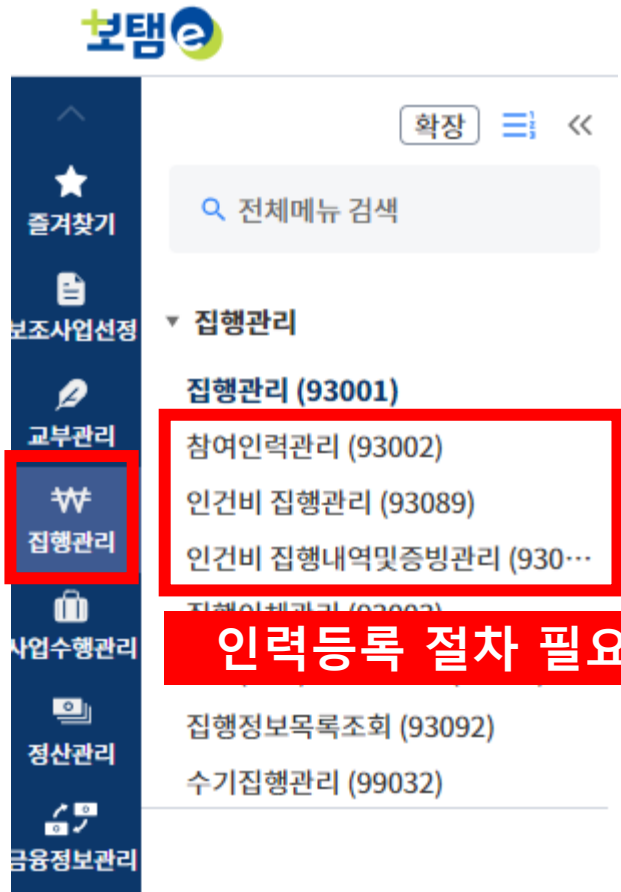 보탬e
확장
전체메뉴 검색
즐겨찾기
보조사업선정
교부관리
집행관리
사업수행관리
정산관리
금융정보관리
집행관리
집행관리 (93001)
참여인력관리 (93002)
인건비 집행관리 (93089)
인건비 집행내역및증빙관리 (930…
인력등록 절차 필요
집행정보목록조회 (93092)
수기집행관리 (99032)